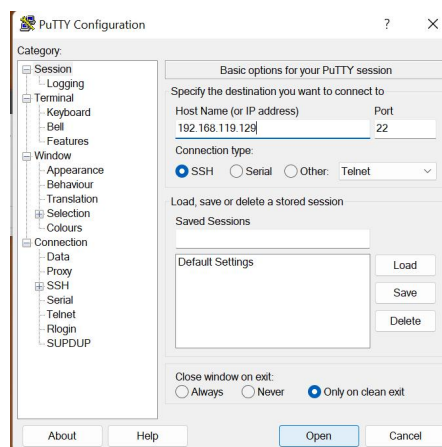 PuTTY Configuration
?
Category:
Session
Logging
Terminal
Keyboard
Bell
Features
Window
Appearance
Behaviour
Translation
Selection
Colours
Connection
Data
Proxy
SSH
Serial
Telnet
Rlogin
SUPDUP
Basic options for your PuTTY session
Specify the destination you want to connect to
Host Name (or IP address) Port
192.168.119.129 22
Connection type:
SSH Serial Other: Telnet
Load, save or delete a stored session
Saved Sessions
Default Settings
Load
Save
Delete
Close window on exit:
Always Never Only on clean exit
About Help Open Cancel